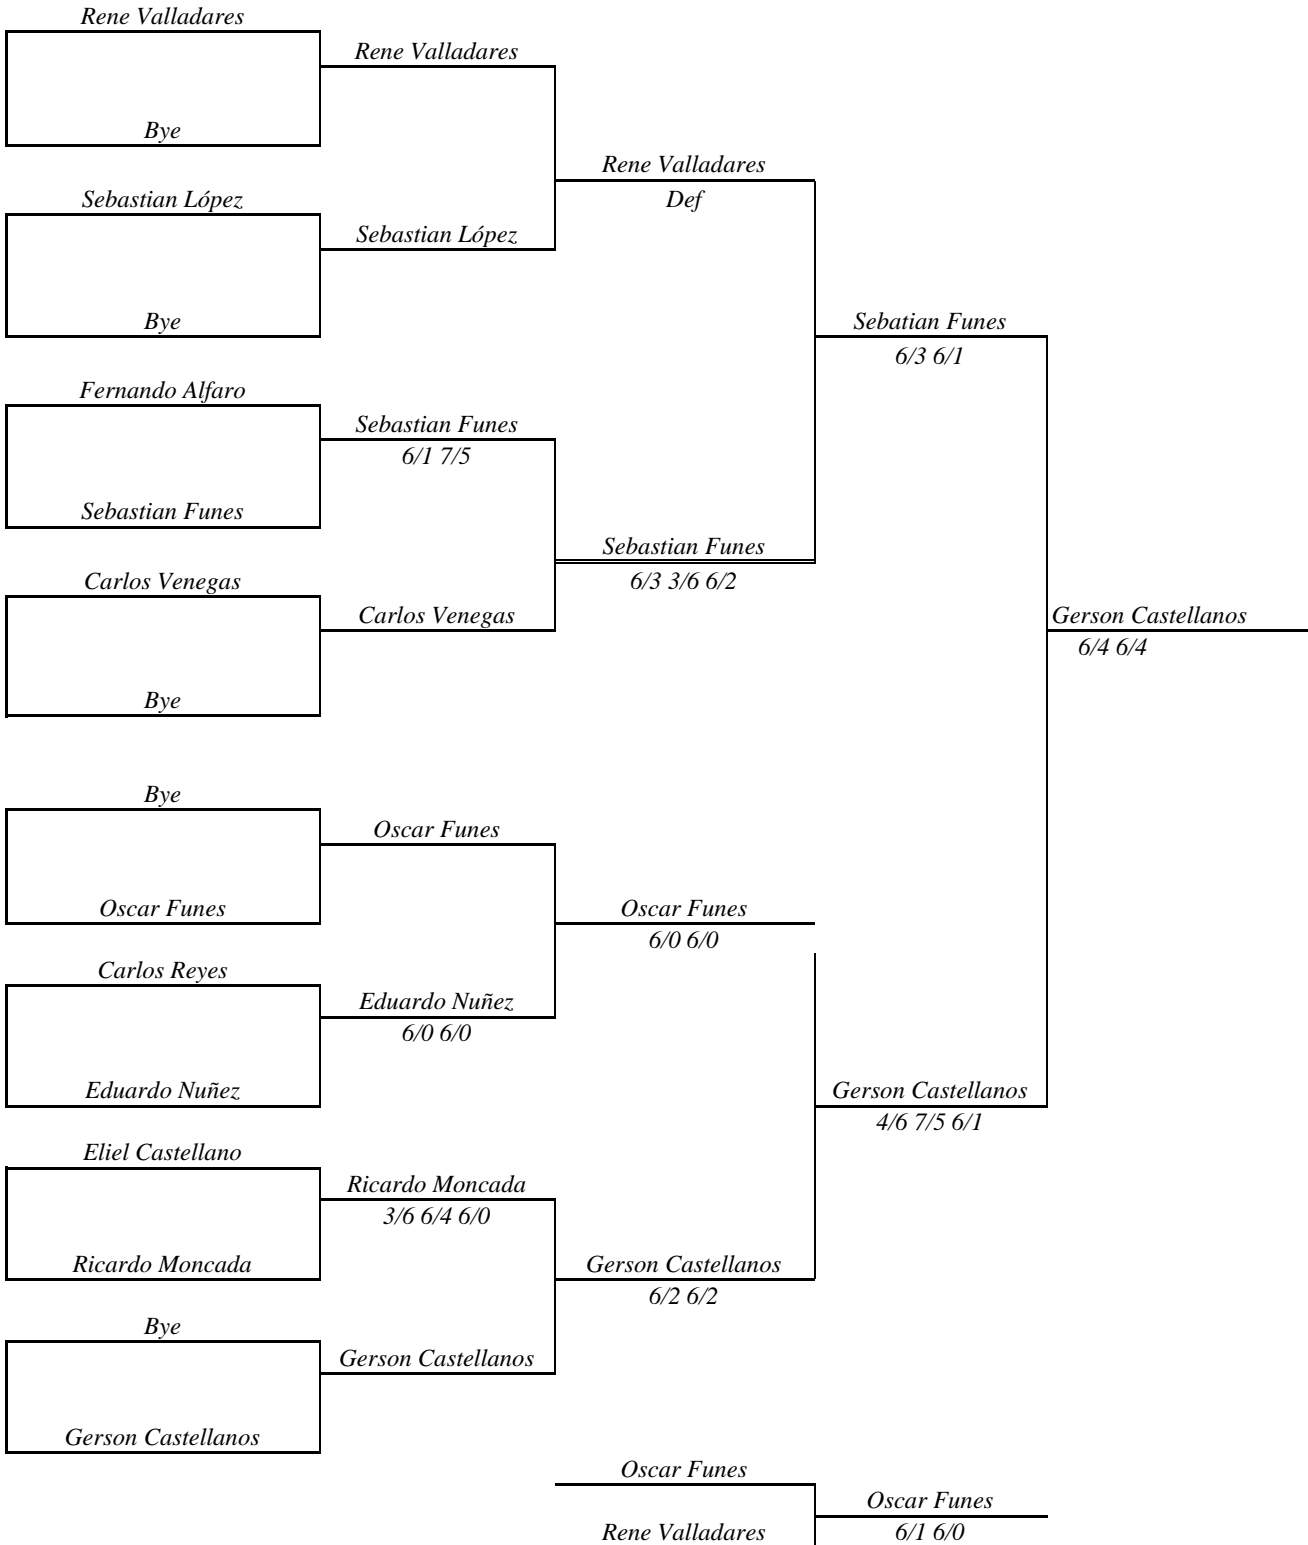 Rene Valladares
Rene Valladares
Bye
Rene Valladares
Def
Sebastian López
Sebastian López
Bye
Sebatian Funes
6/3 6/1
Fernando Alfaro
Sebastian Funes
6/1 7/5
Sebastian Funes
Sebastian Funes
6/3 3/6 6/2
Carlos Venegas
Carlos Venegas
Gerson Castellanos
6/4 6/4
Bye
Bye
Oscar Funes
Oscar Funes
Oscar Funes
6/0 6/0
Carlos Reyes
Eduardo Nuñez
6/0 6/0
Eduardo Nuñez
Gerson Castellanos
4/6 7/5 6/1
Eliel Castellano
Ricardo Moncada
3/6 6/4 6/0
Ricardo Moncada
Gerson Castellanos
6/2 6/2
Bye
Gerson Castellanos
Gerson Castellanos
Oscar Funes
Oscar Funes
Rene Valladares
6/1 6/0